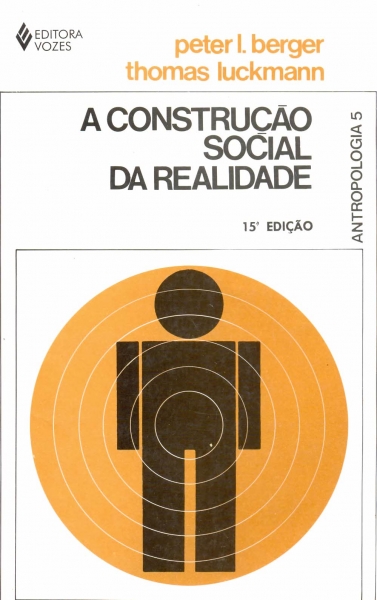 EDITORA
VOZES
peter l. berger
thomas luckmann
A CONSTRUÇÃO
SOCIAL
DA REALIDADE
15ª EDIÇÃO
ANTROPOLOGIA 5